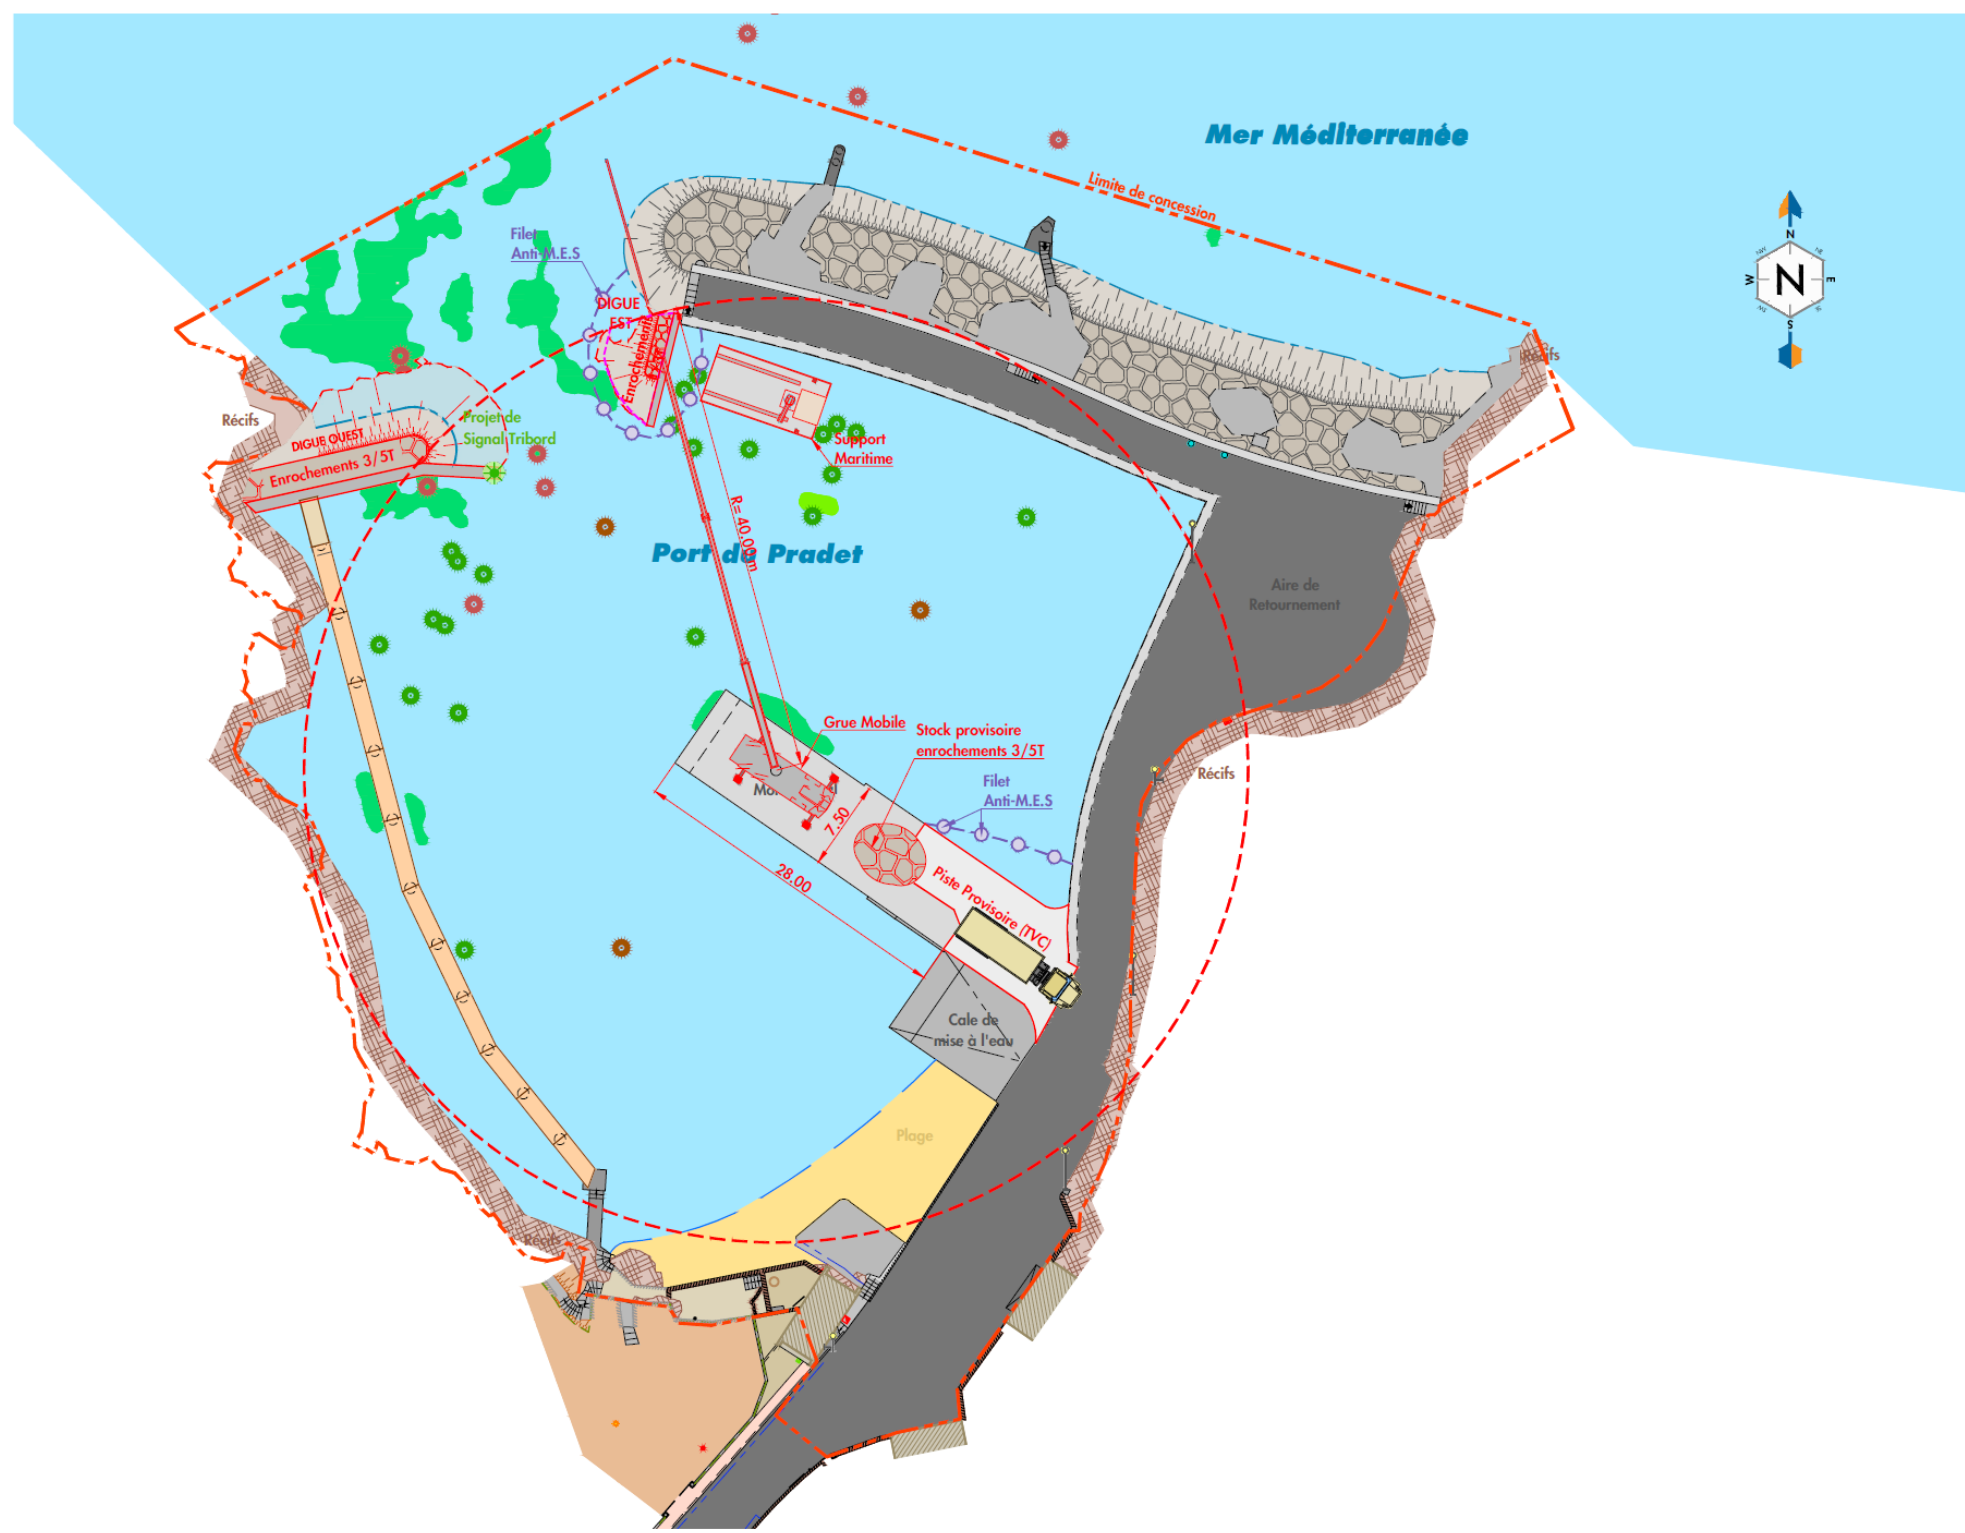 Mer Méditerranée
Limite de concession
N
N
W
E
S
Filet
Anti-M.E.S
DIGUE
EST
Enrochements
Récifs
Récifs
Projet de
Signal Tribord
DIGUE OUEST
Enrochements 3/5T
Support
Maritime
R= 40.00m
Port du Pradet
Aire de
Retournement
Grue Mobile
Stock provisoire
enrochements 3/5T
Filet
Anti-M.E.S
Récifs
7.50
28.00
Piste Provisoire (TVC)
Cale de
mise à l'eau
Plage
Récifs